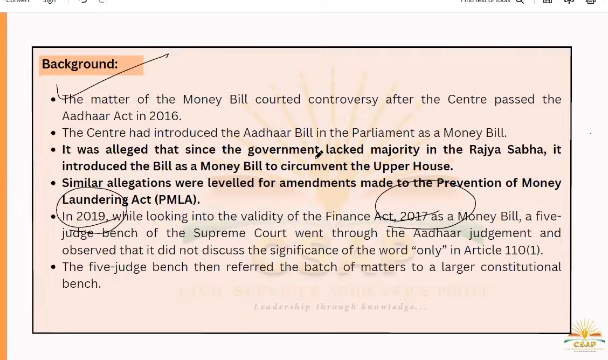 Convert
Sign
Find text or tools
Background:
• The matter of the Money Bill courted controversy after the Centre passed the
Aadhaar Act in 2016.
• The Centre had introduced the Aadhaar Bill in the Parliament as a Money Bill.
• It was alleged that since the government lacked majority in the Rajya Sabha, it
introduced the Bill as a Money Bill to circumvent the Upper House.
• Similar allegations were levelled for amendments made to the Prevention of Money
Laundering Act (PMLA).
• In 2019, while looking into the validity of the Finance Act, 2017 as a Money Bill, a five-
judge bench of the Supreme Court went through the Aadhaar judgement and
observed that it did not discuss the significance of the word "only" in Article 110(1).
• The five-judge bench then referred the batch of matters to a larger constitutional
bench.
CSAP
Leadership through knowledge...
CSAP